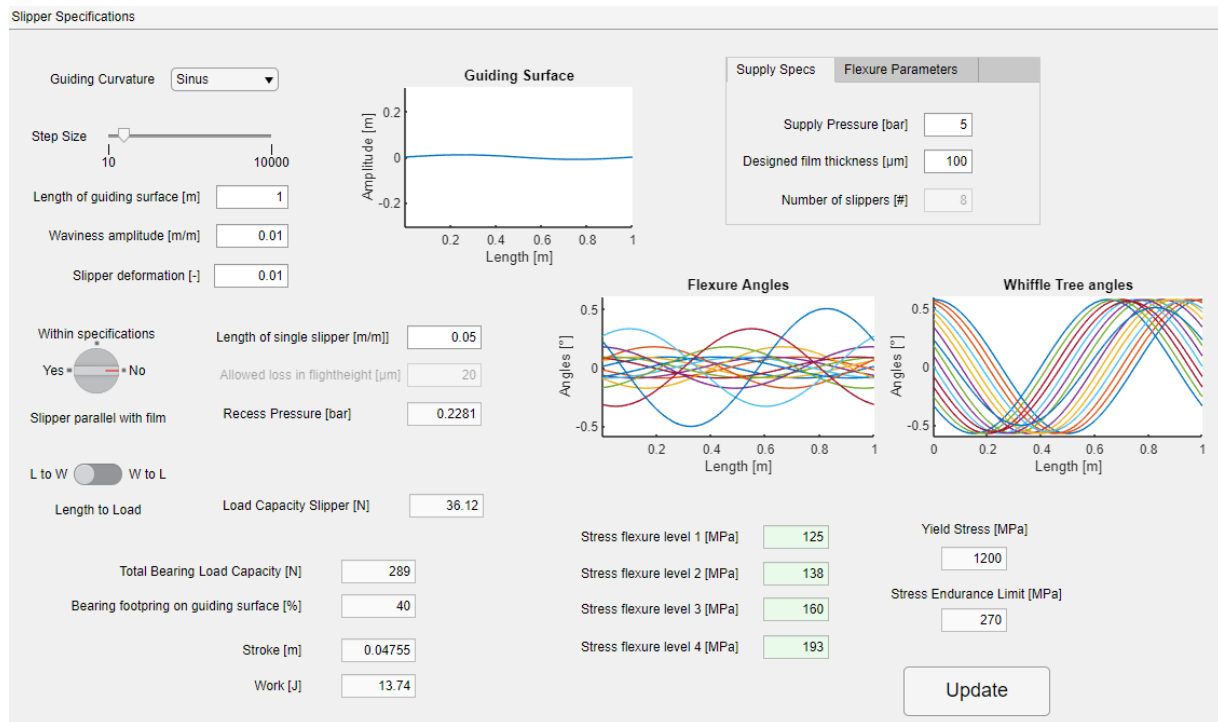 Slipper Specifications
Guiding Curvature Sinus
Step Size
10 10000
Length of guiding surface [m] 1
Waviness amplitude [m/m] 0.01
Slipper deformation [-] 0.01
Guiding Surface
Amplitude [m]
0.2
0
-0.2
0.2 0.4 0.6 0.8 1
Length [m]
Supply Specs Flexure Parameters
Supply Pressure [bar] 5
Designed film thickness [µm] 100
Number of slippers [#] 8
Within specifications
Yes No
Slipper parallel with film
Length of single slipper [m/m]] 0.05
Allowed loss in flightheight [µm] 20
Recess Pressure [bar] 0.2281
Flexure Angles
Angles [°]
0.5
0
-0.5
0.2 0.4 0.6 0.8 1
Length [m]
Whiffle Tree angles
Angles [°]
0.5
0
-0.5
0 0.2 0.4 0.6 0.8 1
Length [m]
L to W W to L
Length to Load
Load Capacity Slipper [N] 36.12
Total Bearing Load Capacity [N] 289
Bearing footpring on guiding surface [%] 40
Stroke [m] 0.04755
Work [J] 13.74
Stress flexure level 1 [MPa] 125
Stress flexure level 2 [MPa] 138
Stress flexure level 3 [MPa] 160
Stress flexure level 4 [MPa] 193
Yield Stress [MPa]
1200
Stress Endurance Limit [MPa]
270
Update